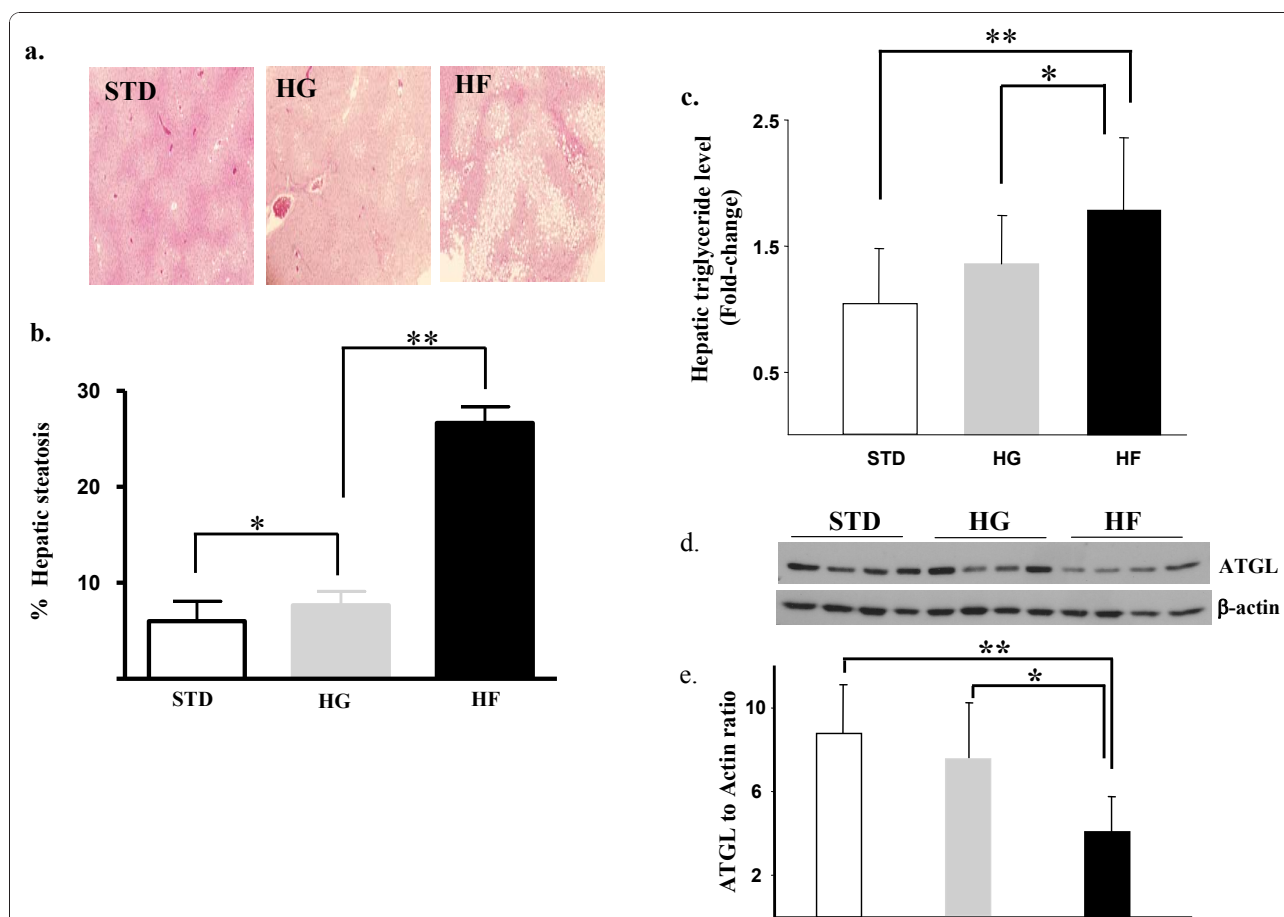 a.
STD HG HF
b.
**
*
30
20
10
% Hepatic steatosis
STD HG HF
c.
**
*
2.5
1.5
0.5
Hepatic triglyceride level
(Fold-change)
STD HG HF
d.
STD HG HF
ATGL
β-actin
e.
**
*
10
6
2
ATGL to Actin ratio